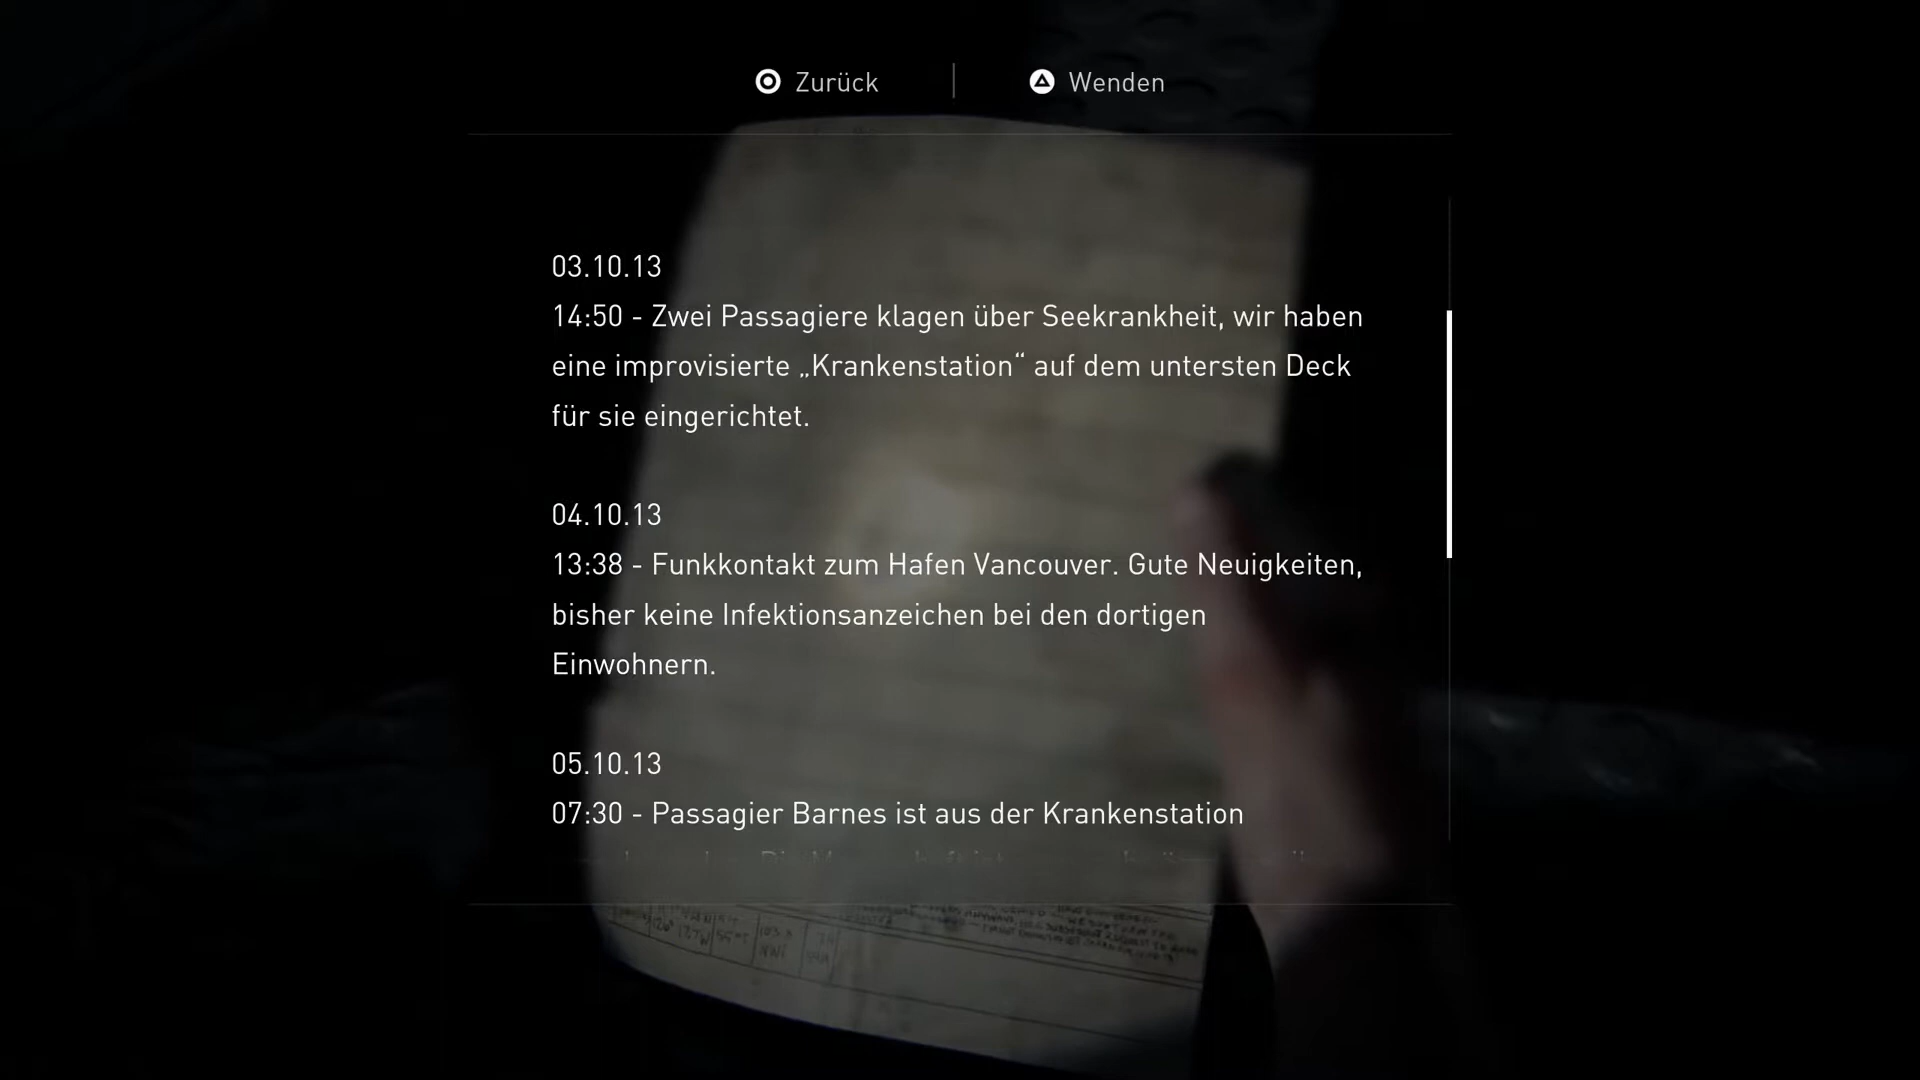 Zurück
Wenden
03.10.13
14:50 - Zwei Passagiere klagen über Seekrankheit, wir haben
eine improvisierte „Krankenstation“ auf dem untersten Deck
für sie eingerichtet.
04.10.13
13:38 - Funkkontakt zum Hafen Vancouver. Gute Neuigkeiten,
bisher keine Infektionsanzeichen bei den dortigen
Einwohnern.
05.10.13
07:30 - Passagier Barnes ist aus der Krankenstation